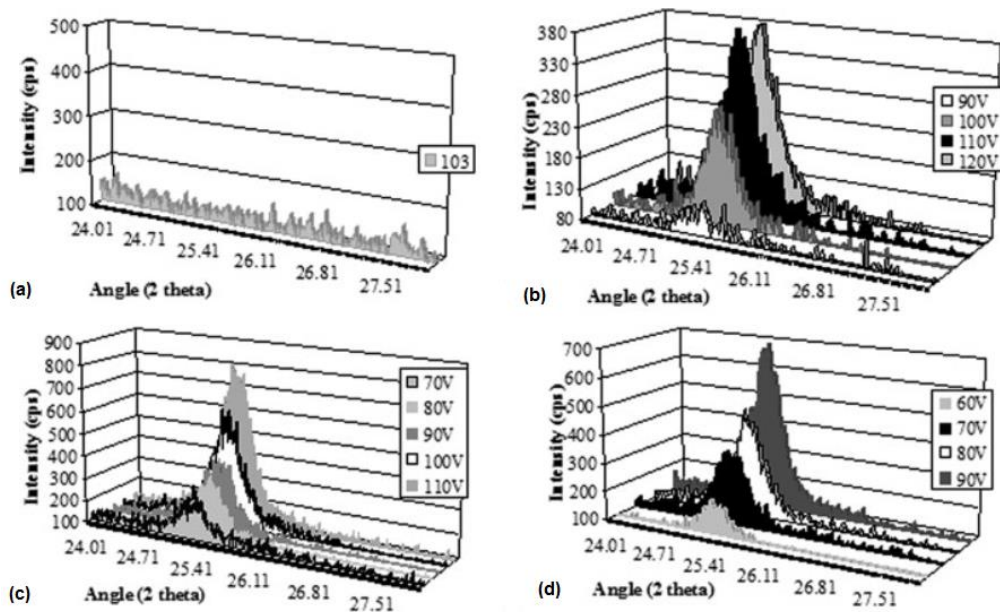 500
400
300
200
100
Intensity (cps)
103
24.01 24.71 25.41 26.11 26.81 27.51
(a)
Angle (2 theta)
380
330
280
230
180
130
80
Intensity (cps)
90V
100V
110V
120V
24.01 24.71 25.41 26.11 26.81 27.51
(b)
Angle (2 theta)
900
800
700
600
500
400
300
200
100
Intensity (cps)
70V
80V
90V
100V
110V
24.01 24.71 25.41 26.11 26.81 27.51
(c)
Angle (2 theta)
700
600
500
400
300
200
100
Intensity (cps)
60V
70V
80V
90V
24.01 24.71 25.41 26.11 26.81 27.51
(d)
Angle (2 theta)